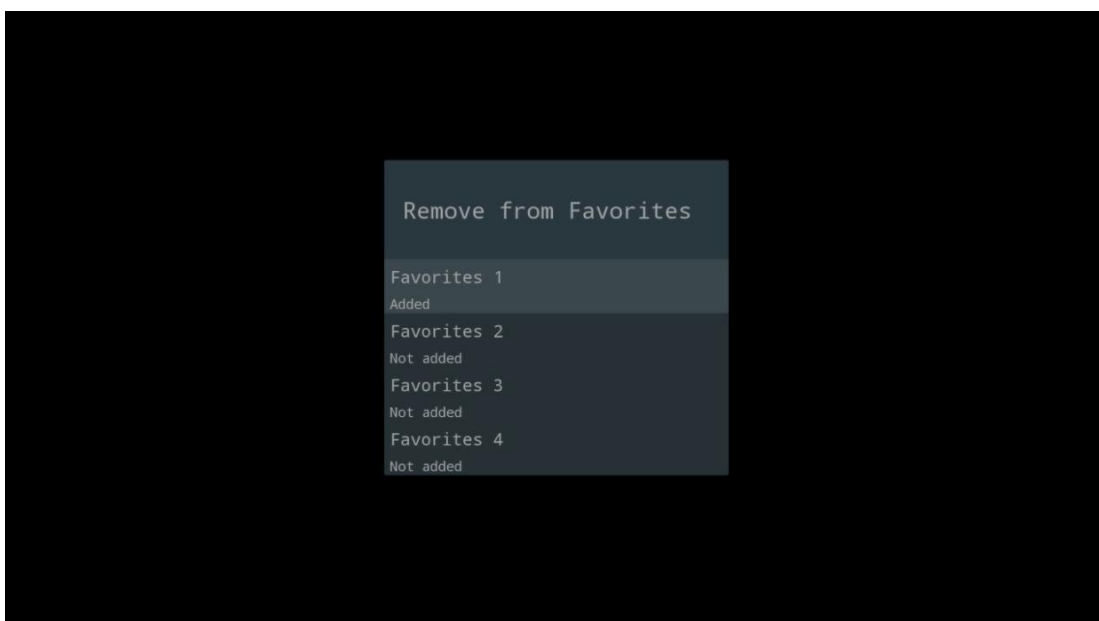 Remove from Favorites
Favorites 1
Added
Favorites 2
Not added
Favorites 3
Not added
Favorites 4
Not added